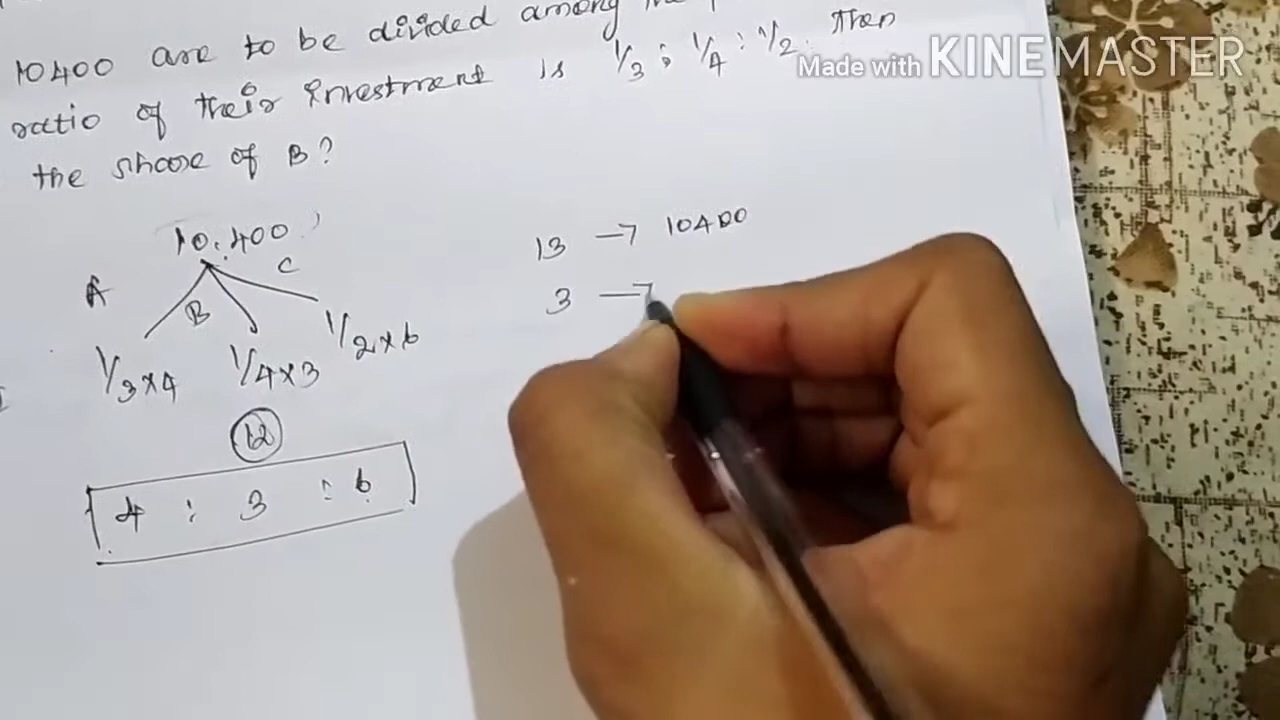 10400 are to be divided among the
ratio of their investment is 1/3 : 1/4 : 1/2. Then
the share of B?
Made with KINEMASTER
10,400
A B C
1/3×4 1/4×3 1/2×6
12
4 : 3 : 6
13 → 10400
3 →